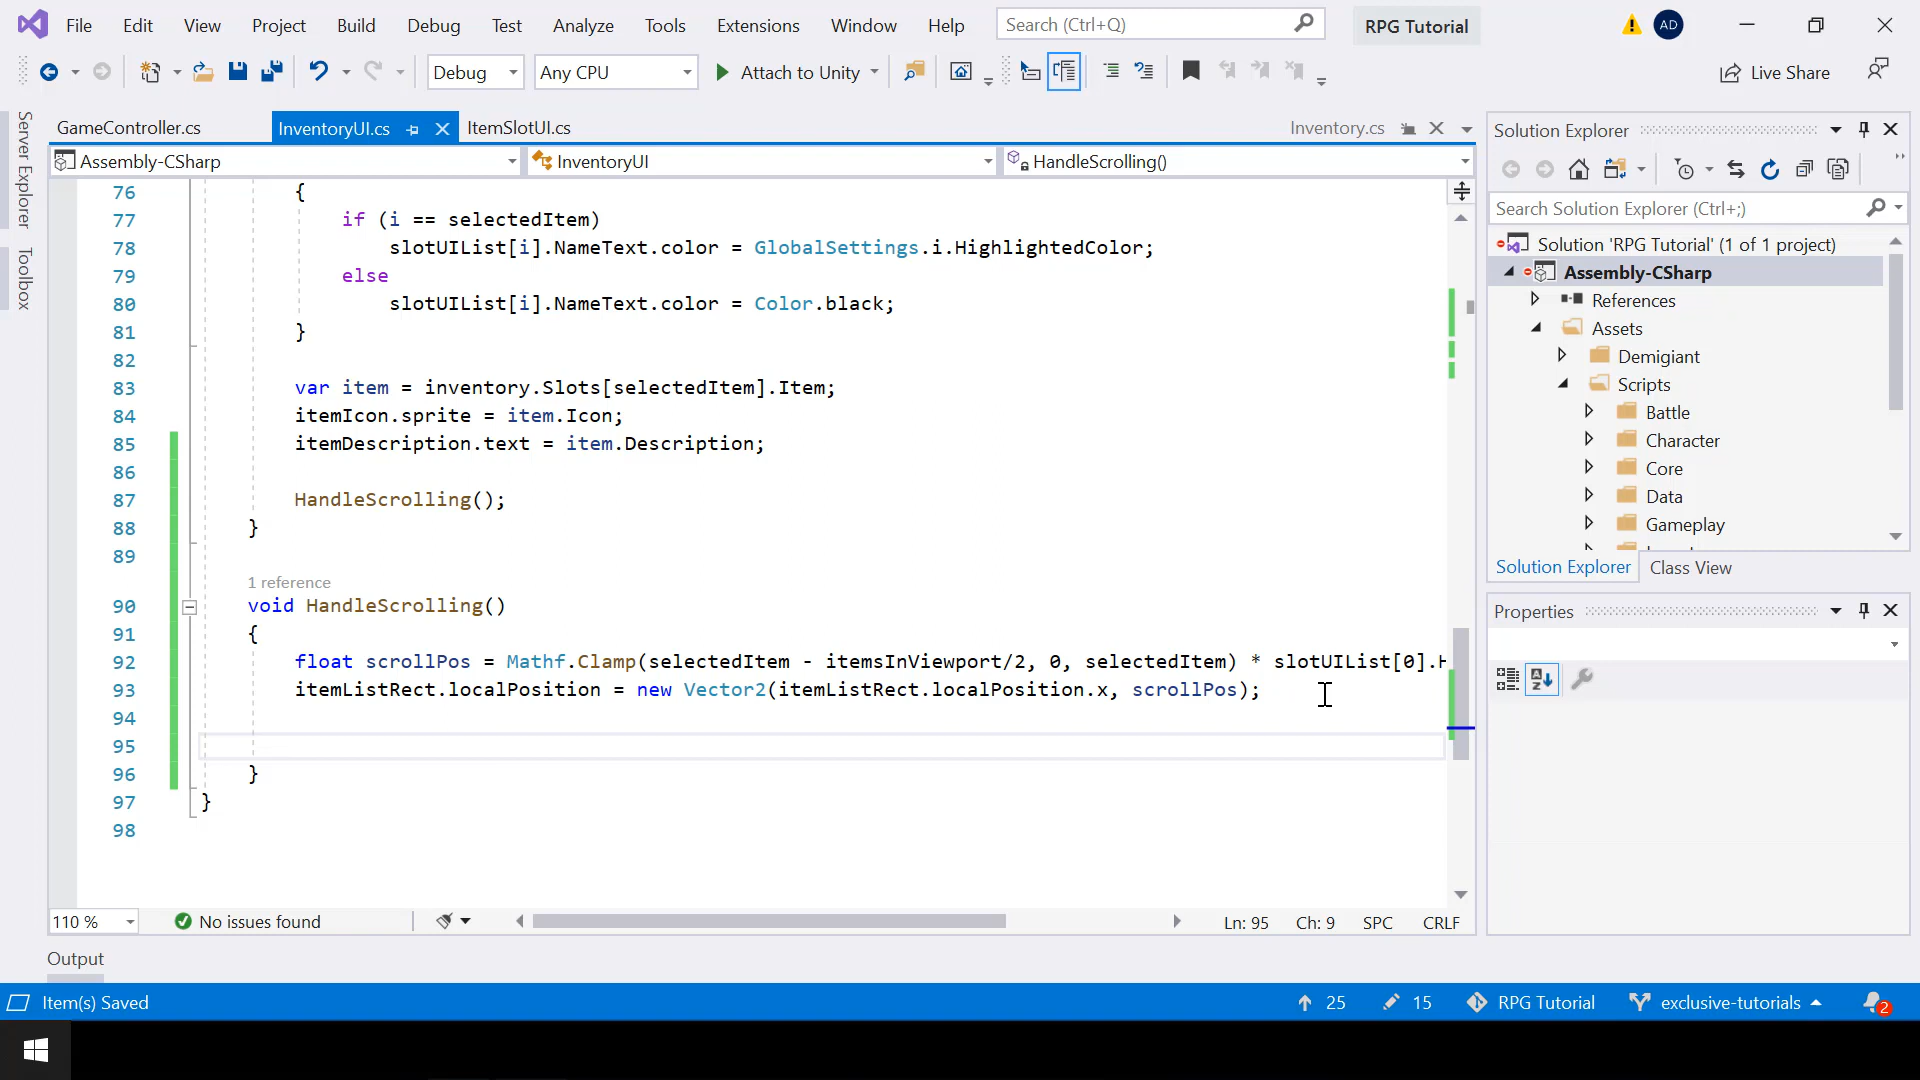 File Edit View Project Build Debug Test Analyze Tools Extensions Window Help Search (Ctrl+Q) RPG Tutorial AD
Debug Any CPU Attach to Unity Live Share
Server Explorer
Toolbox
GameController.cs InventoryUI.cs ItemSlotUI.cs Inventory.cs
Assembly-CSharp InventoryUI HandleScrolling()
76 {
77 if (i == selectedItem)
78 slotUIList[i].NameText.color = GlobalSettings.i.HighlightedColor;
79 else
80 slotUIList[i].NameText.color = Color.black;
81 }
82
83 var item = inventory.Slots[selectedItem].Item;
84 itemIcon.sprite = item.Icon;
85 itemDescription.text = item.Description;
86
87 HandleScrolling();
88 }
89
1 reference
90 void HandleScrolling()
91 {
92 float scrollPos = Mathf.Clamp(selectedItem - itemsInViewport/2, 0, selectedItem) * slotUIList[0].H
93 itemListRect.localPosition = new Vector2(itemListRect.localPosition.x, scrollPos);
94
95
96 }
97 }
98
110 % No issues found Ln: 95 Ch: 9 SPC CRLF
Output
Solution Explorer
Search Solution Explorer (Ctrl+;)
Solution 'RPG Tutorial' (1 of 1 project)
Assembly-CSharp
References
Assets
Demigiant
Scripts
Battle
Character
Core
Data
Gameplay
Solution Explorer Class View
Properties
Item(s) Saved 25 15 RPG Tutorial exclusive-tutorials 2